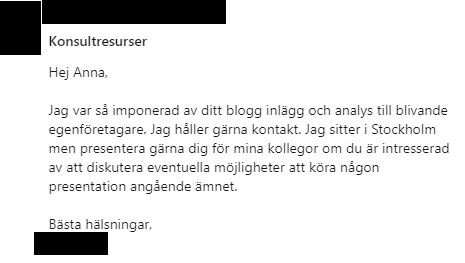 Konsultresurser
Hej Anna,
Jag var så imponerad av ditt blogg inlägg och analys till blivande
egenföretagare. Jag håller gärna kontakt. Jag sitter i Stockholm
men presentera gärna dig för mina kollegor om du är intresserad
av att diskutera eventuella möjligheter att köra någon
presentation angående ämnet.
Bästa hälsningar,